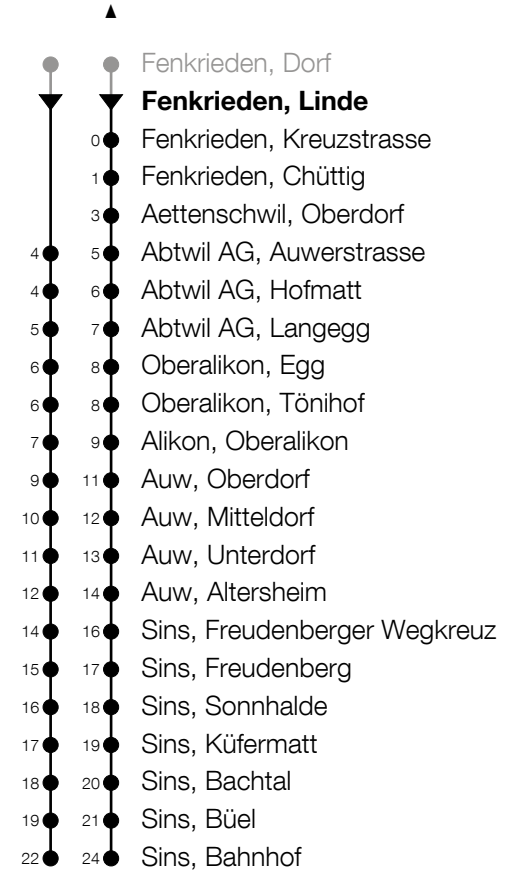 Fenkrieden, Dorf
Fenkrieden, Linde
0 Fenkrieden, Kreuzstrasse
1 Fenkrieden, Chüttig
3 Aettenschwil, Oberdorf
4 5 Abtwil AG, Auwerstrasse
4 6 Abtwil AG, Hofmatt
5 7 Abtwil AG, Langegg
6 8 Oberalikon, Egg
6 8 Oberalikon, Tönihof
7 9 Alikon, Oberalikon
9 11 Auw, Oberdorf
10 12 Auw, Mitteldorf
11 13 Auw, Unterdorf
12 14 Auw, Altersheim
14 16 Sins, Freudenberger Wegkreuz
15 17 Sins, Freudenberg
16 18 Sins, Sonnhalde
17 19 Sins, Küfermatt
18 20 Sins, Bachtal
19 21 Sins, Büel
22 24 Sins, Bahnhof